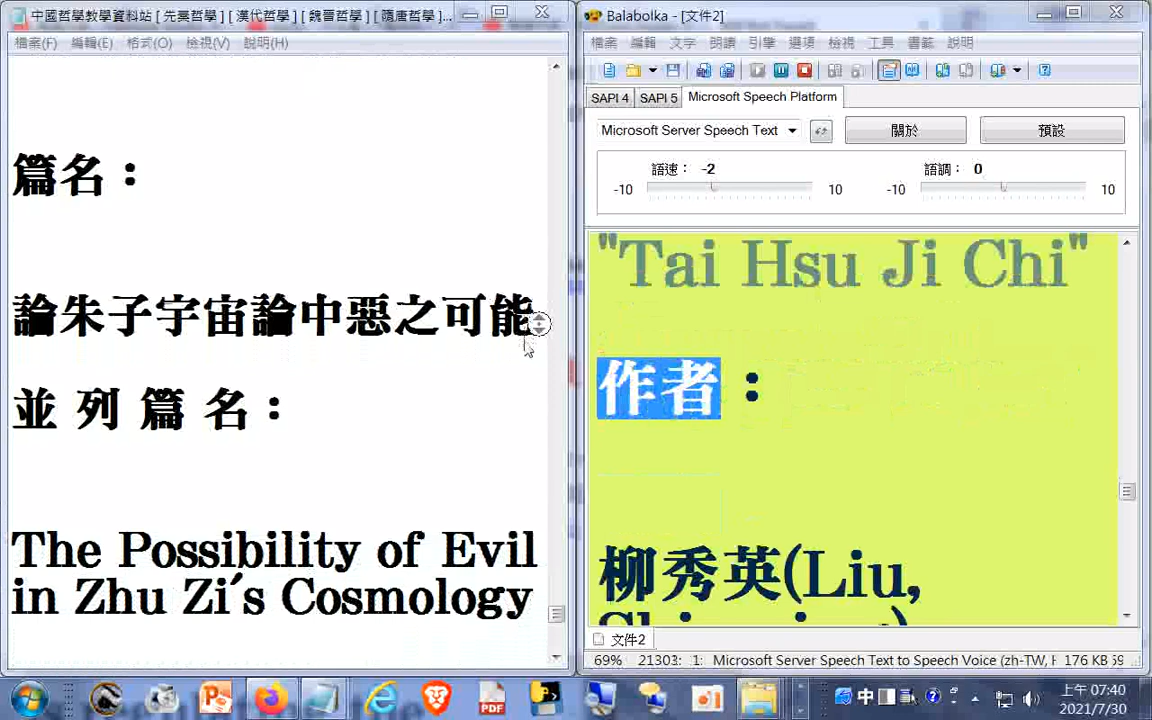 中國哲學教學資料站 [ 先秦哲學 ] [ 漢代哲學 ] [ 魏晉哲學 ] [ 隋唐哲學 ]...
檔案(F) 編輯(E) 格式(O) 檢視(V) 說明(H)
篇名：
論朱子宇宙論中惡之可能
並 列 篇 名：
The Possibility of Evil
in Zhu Zi's Cosmology
Balabolka - [文件2]
檔案 編輯 文字 朗讀 引擎 選項 檢視 工具 書籤 說明
SAPI 4 SAPI 5 Microsoft Speech Platform
Microsoft Server Speech Text 關於 預設
語速： -2 語調： 0
-10 10 -10 10
"Tai Hsu Ji Chi"
作者：
柳秀英(Liu,
文件2
69% 21303: 1: Microsoft Server Speech Text to Speech Voice (zh-TW, H 176 KB
中
上午 07:40
2021/7/30